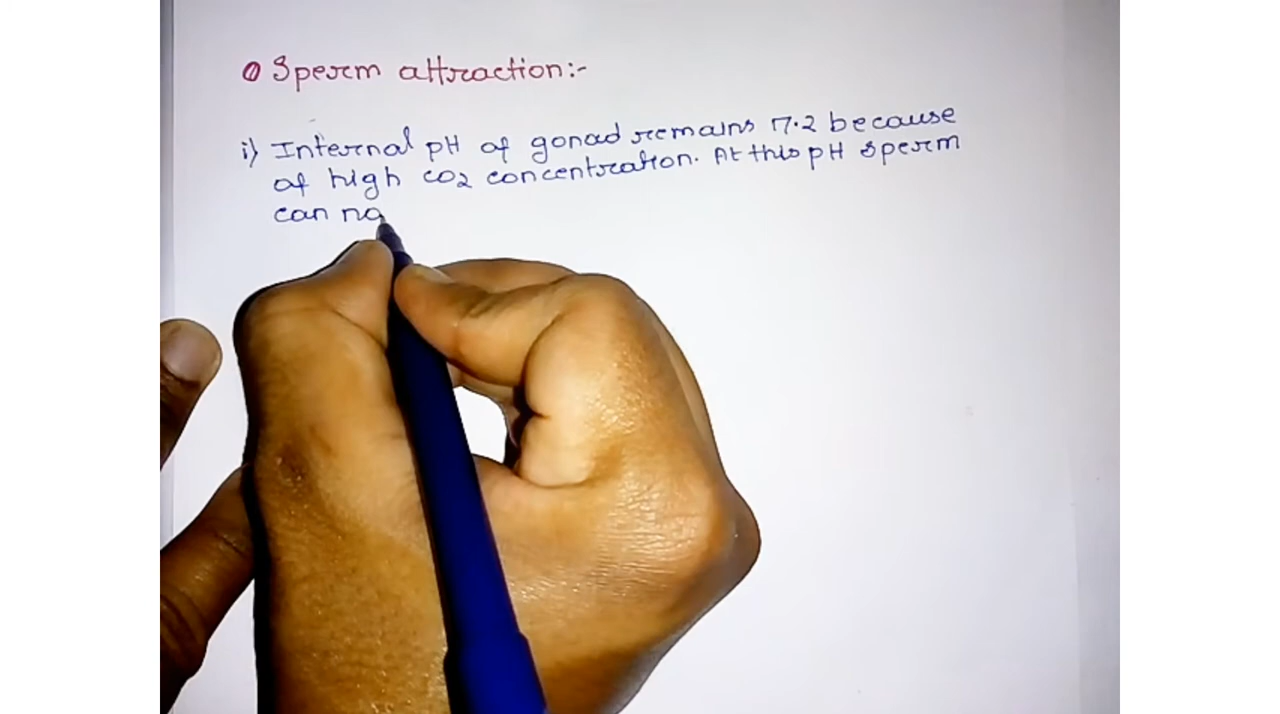 Sperm attraction:-
i) Internal pH of gonad remains 7.2 because
of high CO2 concentration. At this pH sperm
can no